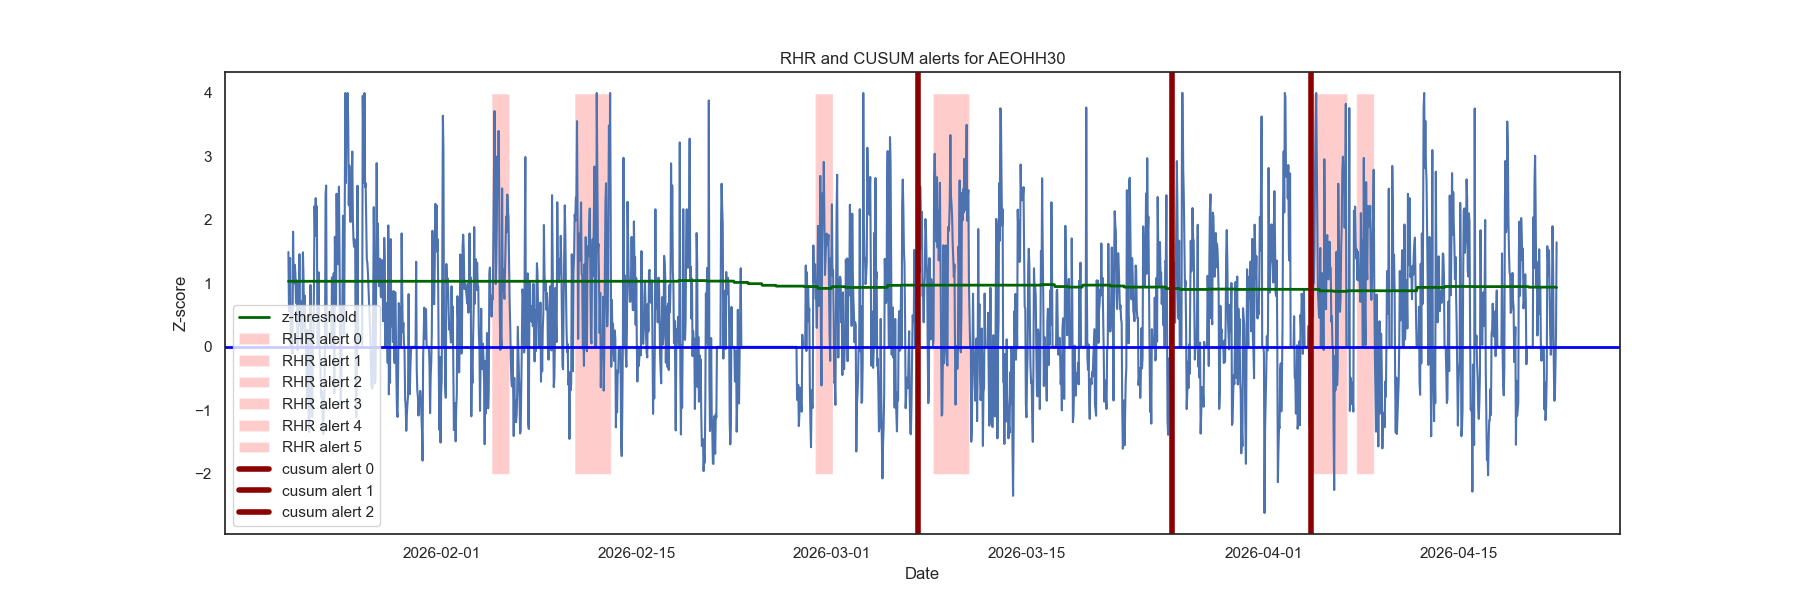 RHR and CUSUM alerts for AEOHH30
Z-score
4
3
2
1
0
−1
−2
z-threshold
RHR alert 0
RHR alert 1
RHR alert 2
RHR alert 3
RHR alert 4
RHR alert 5
cusum alert 0
cusum alert 1
cusum alert 2
2026-02-01 2026-02-15 2026-03-01 2026-03-15 2026-04-01 2026-04-15
Date